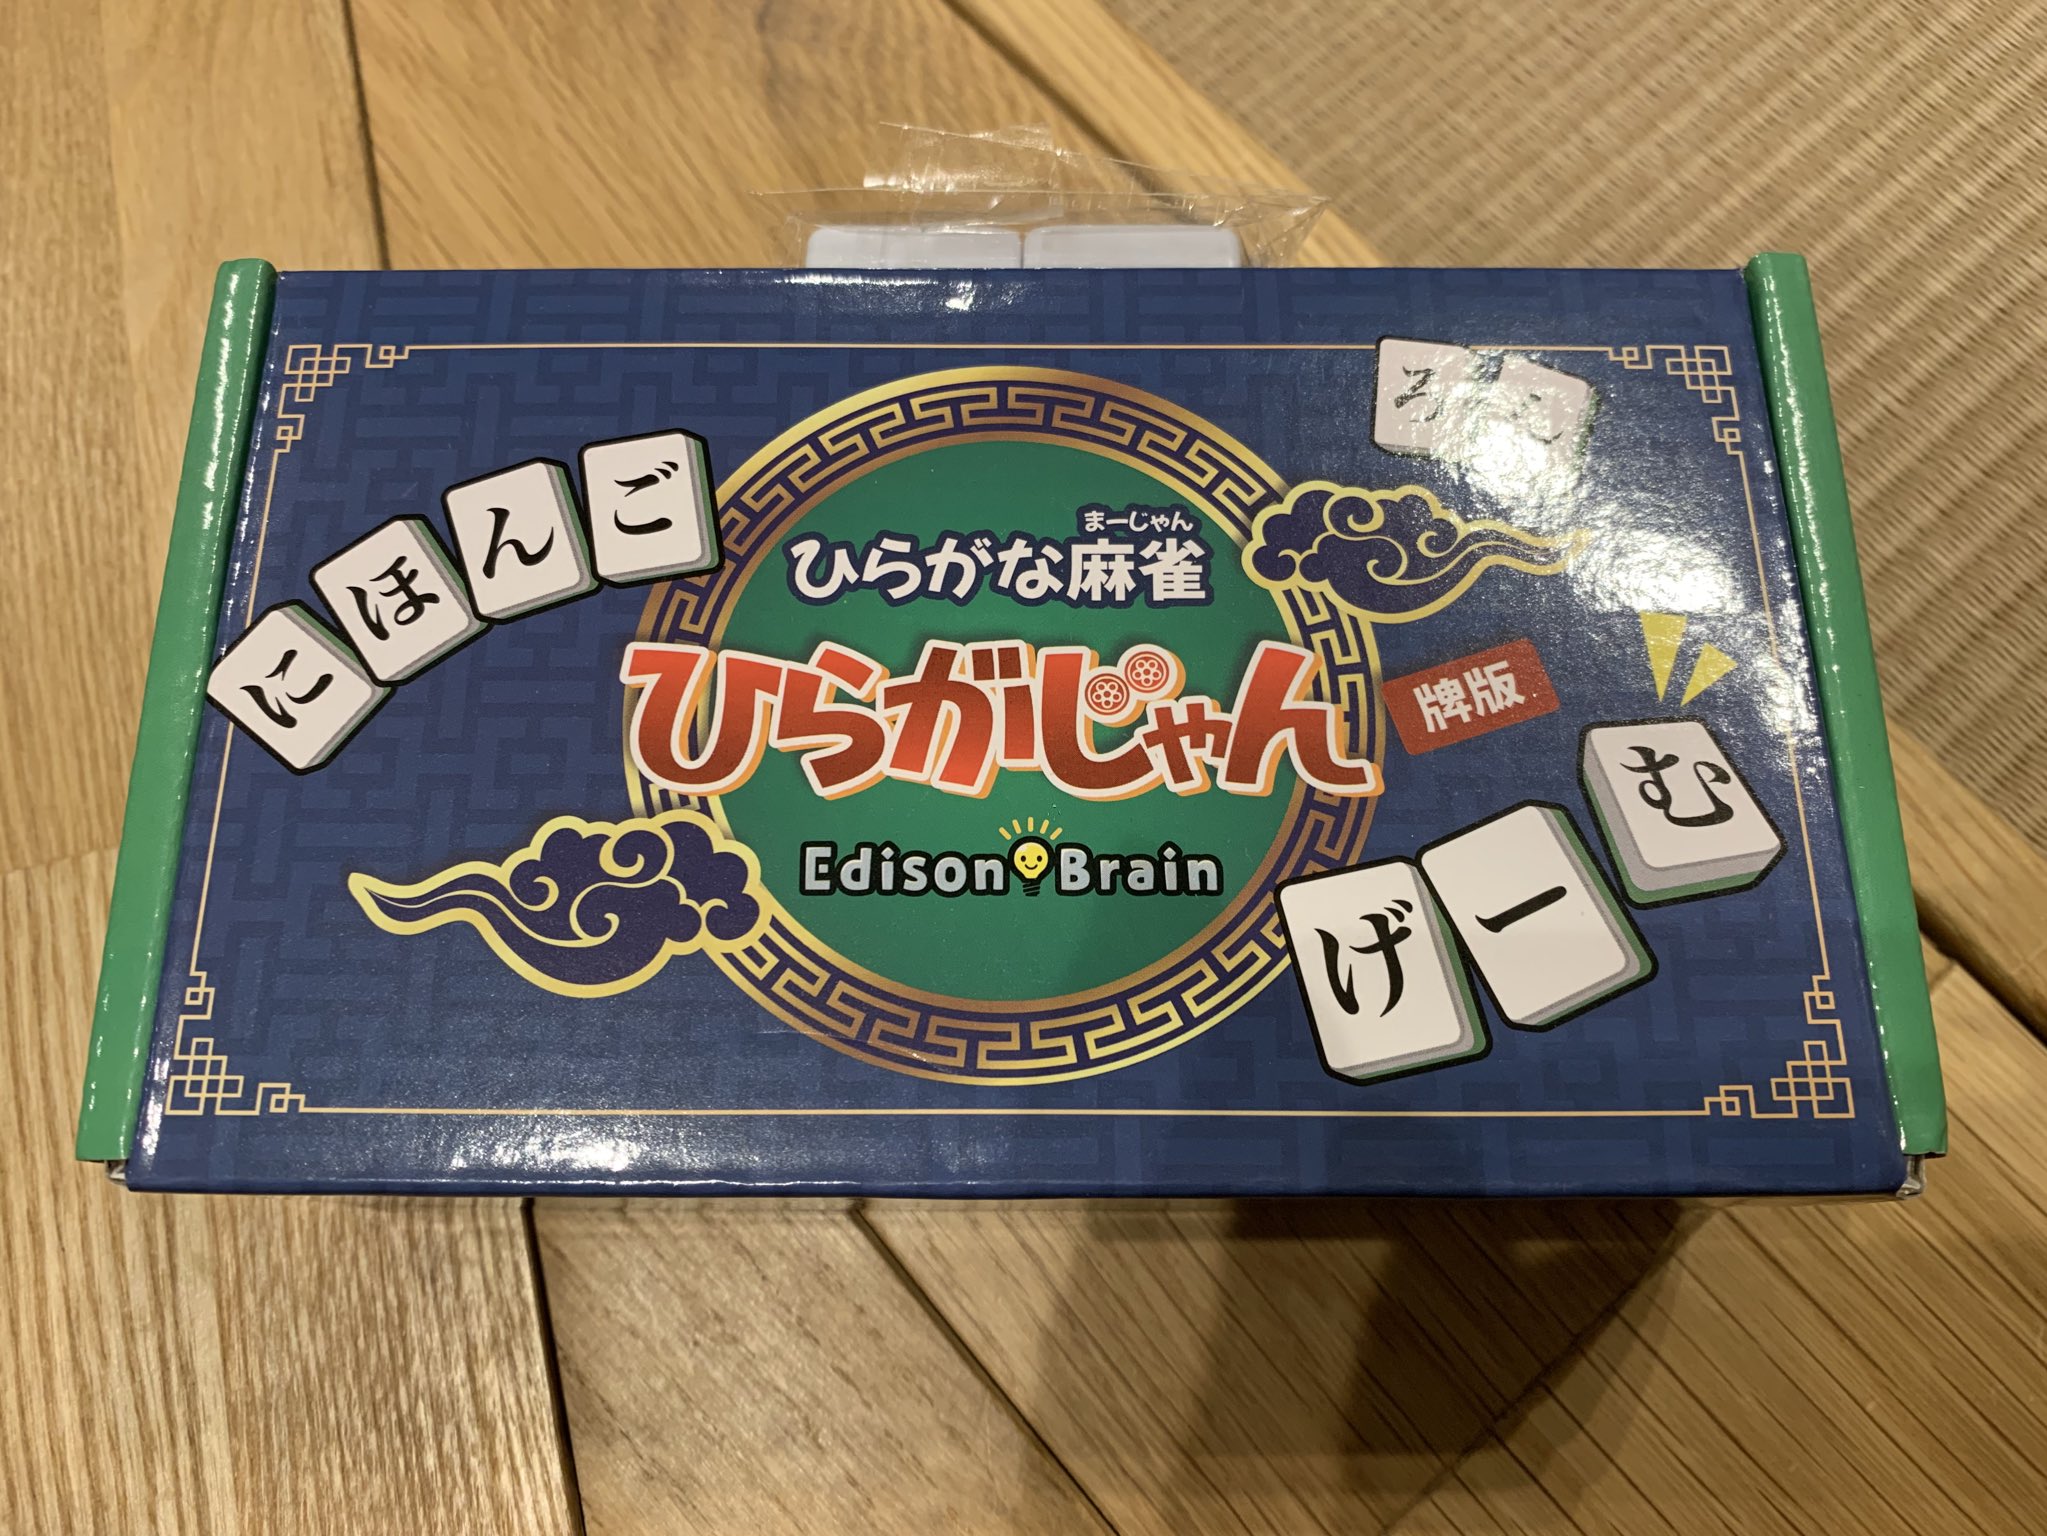 にほんご
まーじゃん
ひらがな麻雀
ひらがじゃん
牌版
Edison Brain
げーむ